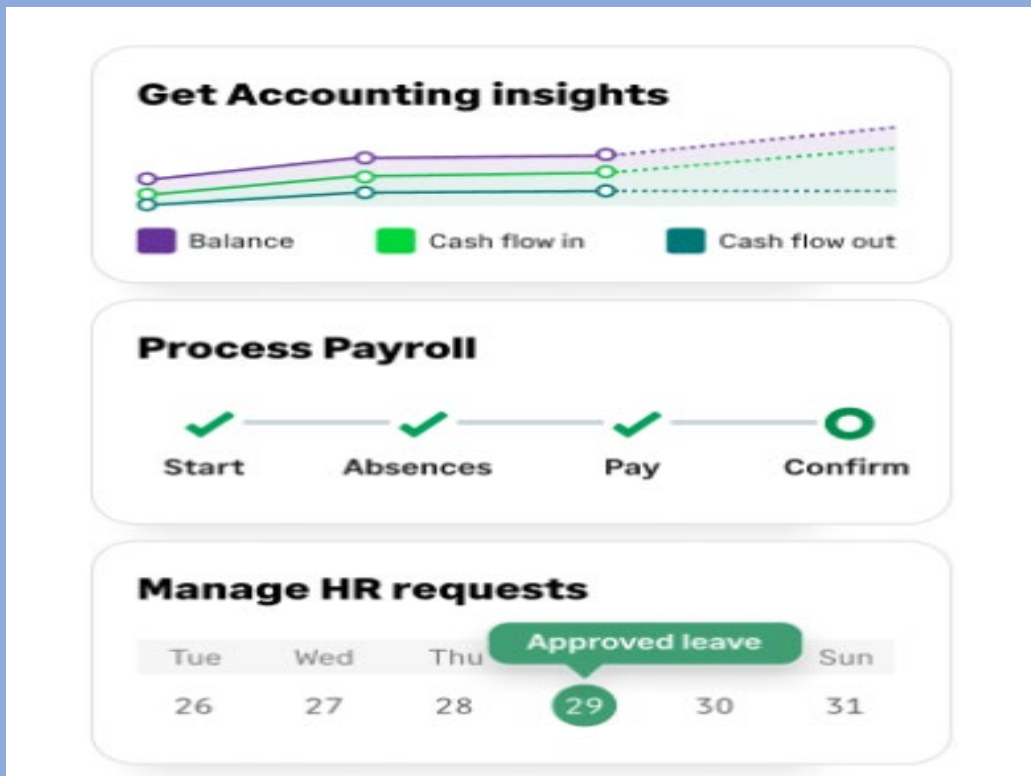 Get Accounting insights
Balance Cash flow in Cash flow out
Process Payroll
Start Absences Pay Confirm
Manage HR requests
Approved leave
Tue Wed Thu Sun
26 27 28 29 30 31